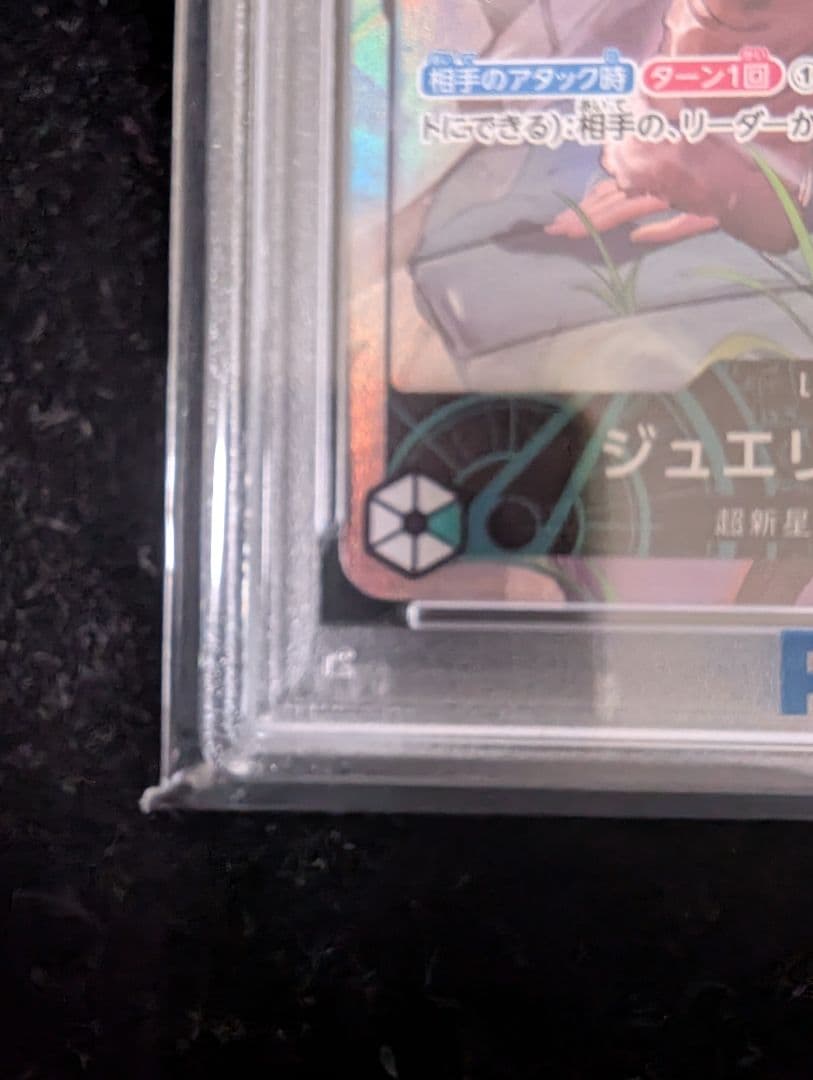 相手のアタック時 ターン1回 ①
トにできる):相手の、リーダーか
L
ジュエリ
超新星
P